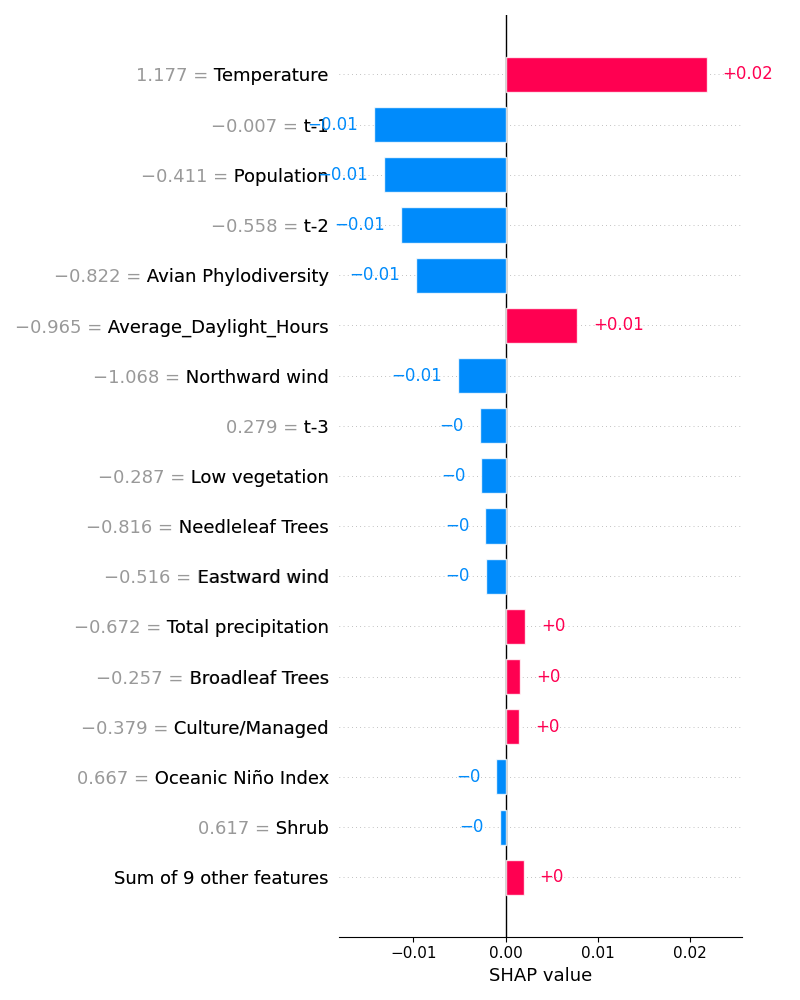 1.177 = Temperature +0.02
−0.007 = t-1 −0.01
−0.411 = Population −0.01
−0.558 = t-2 −0.01
−0.822 = Avian Phylodiversity −0.01
−0.965 = Average_Daylight_Hours +0.01
−1.068 = Northward wind −0.01
0.279 = t-3 −0
−0.287 = Low vegetation −0
−0.816 = Needleleaf Trees −0
−0.516 = Eastward wind −0
−0.672 = Total precipitation +0
−0.257 = Broadleaf Trees +0
−0.379 = Culture/Managed +0
0.667 = Oceanic Niño Index −0
0.617 = Shrub −0
Sum of 9 other features +0
−0.01 0.00 0.01 0.02
SHAP value